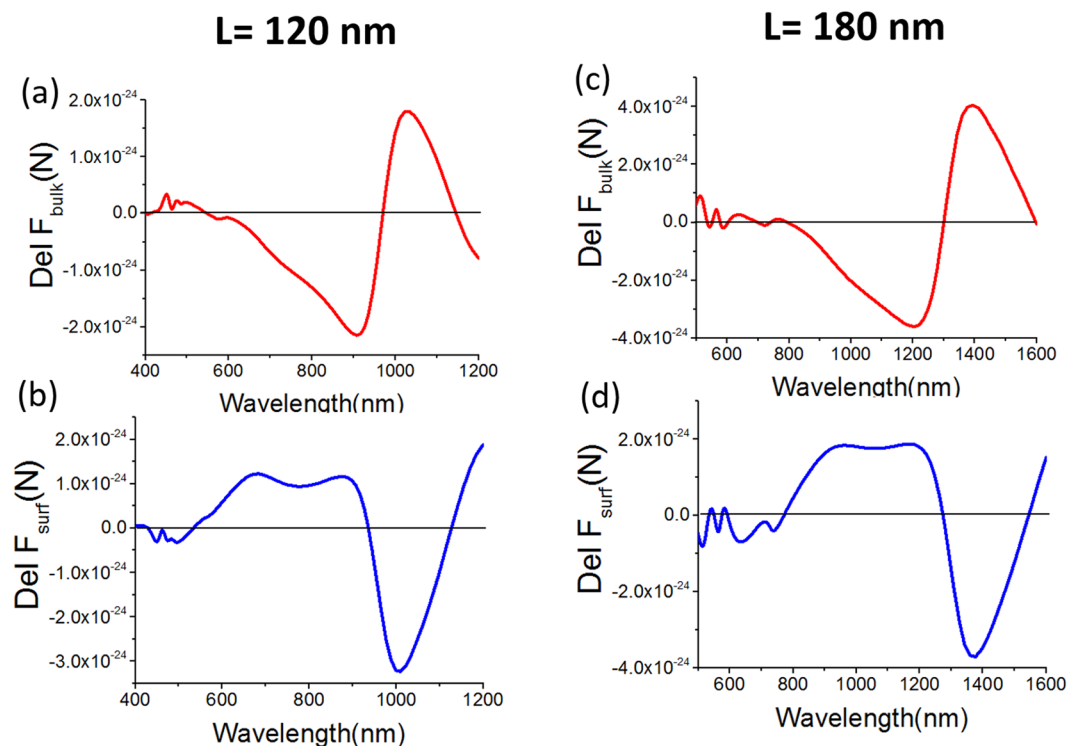 L= 120 nm
L= 180 nm
(a)
2.0x10-24
1.0x10-24
0.0
-1.0x10-24
-2.0x10-24
Del F bulk(N)
400 600 800 1000 1200
Wavelength(nm)
(c)
4.0x10-24
2.0x10-24
0.0
-2.0x10-24
-4.0x10-24
Del F bulk(N)
600 800 1000 1200 1400 1600
Wavelength(nm)
(b)
2.0x10-24
1.0x10-24
0.0
-1.0x10-24
-2.0x10-24
-3.0x10-24
Del F surf(N)
400 600 800 1000 1200
Wavelength(nm)
(d)
2.0x10-24
0.0
-2.0x10-24
-4.0x10-24
Del F surf(N)
600 800 1000 1200 1400 1600
Wavelength(nm)